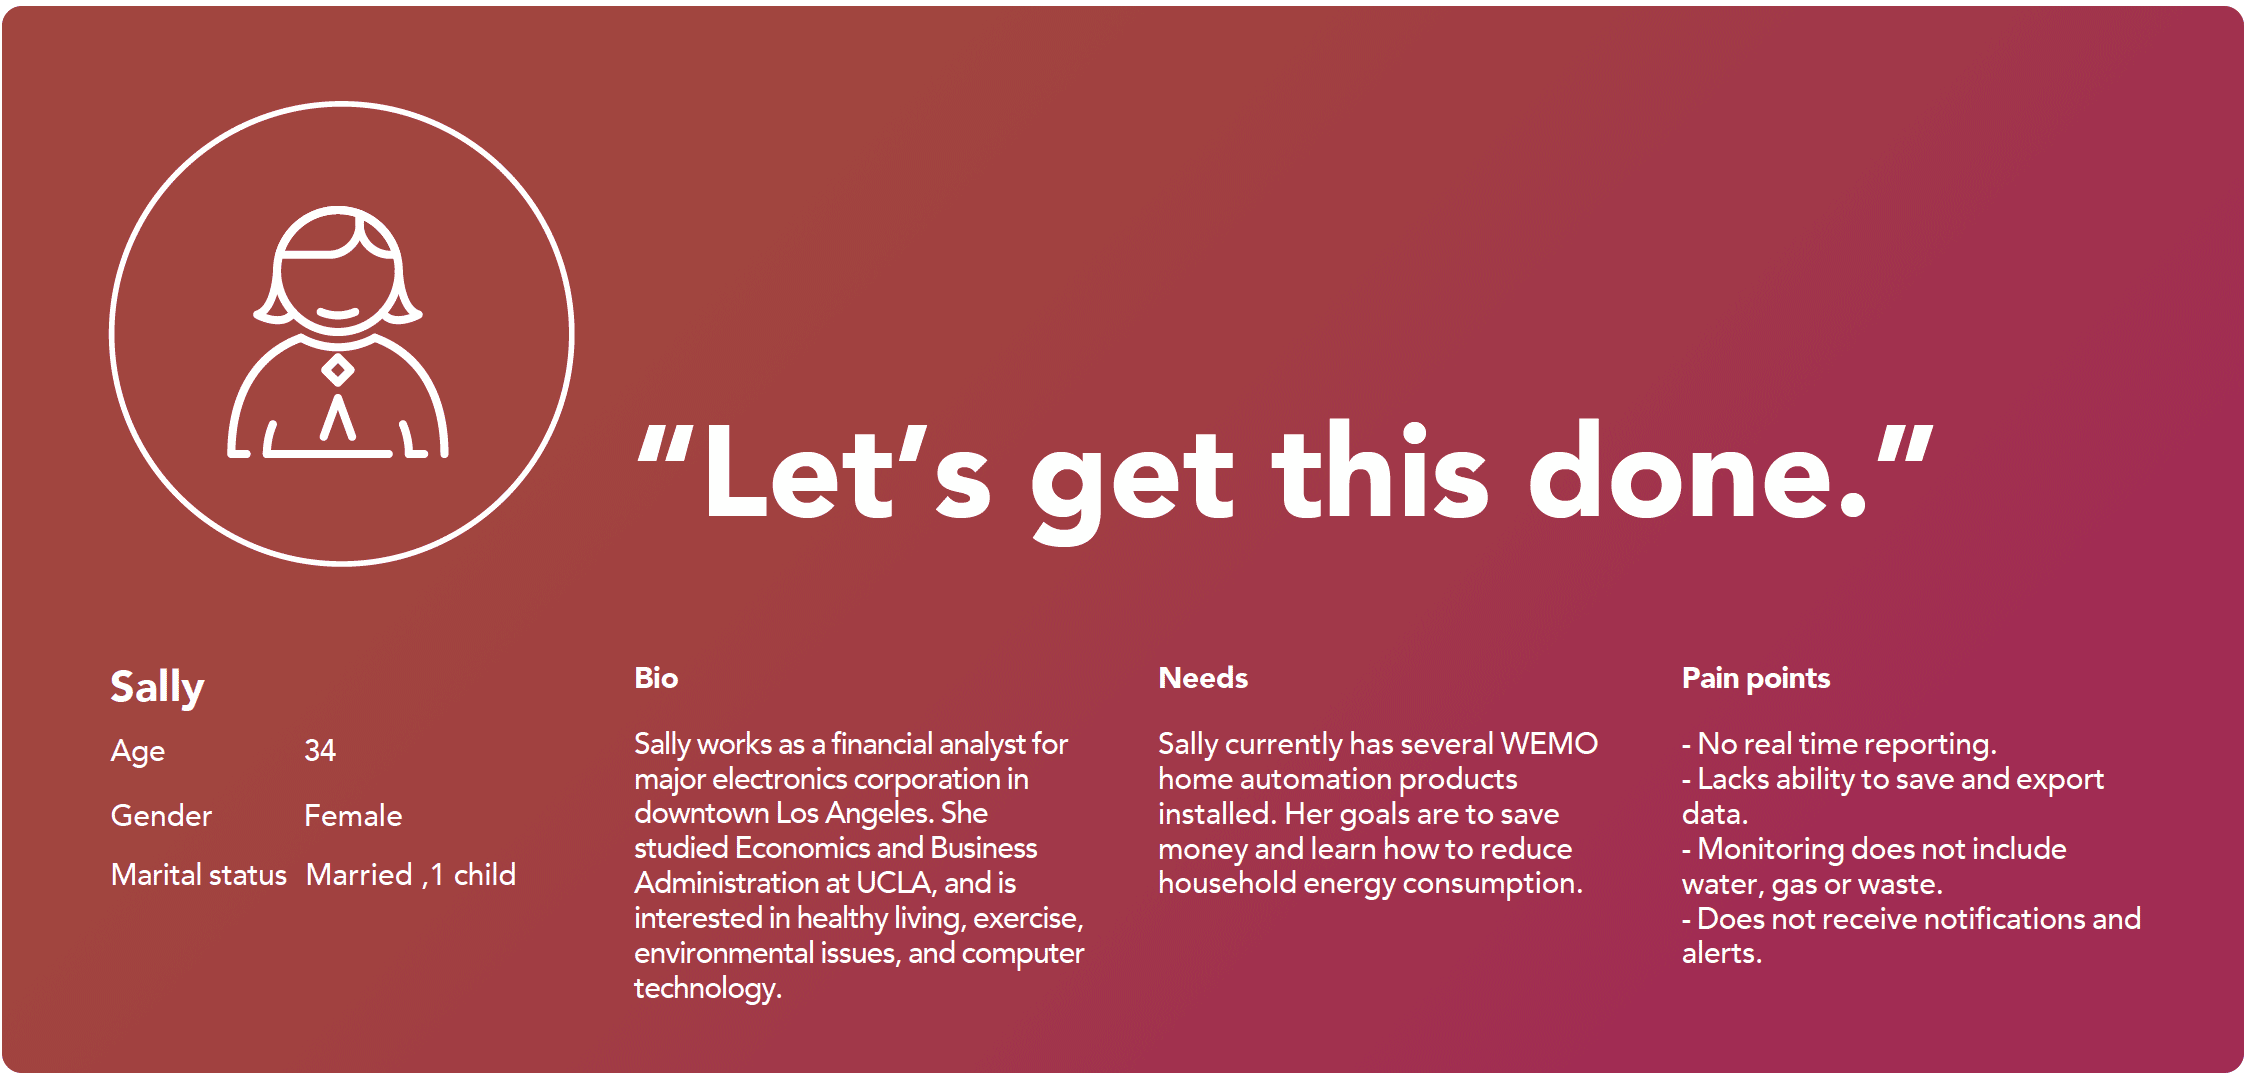 “Let’s get this done.”
Sally
Age 34
Gender Female
Marital status Married ,1 child
Bio
Sally works as a financial analyst for
major electronics corporation in
downtown Los Angeles. She
studied Economics and Business
Administration at UCLA, and is
interested in healthy living, exercise,
environmental issues, and computer
technology.
Needs
Sally currently has several WEMO
home automation products
installed. Her goals are to save
money and learn how to reduce
household energy consumption.
Pain points
- No real time reporting.
- Lacks ability to save and export
data.
- Monitoring does not include
water, gas or waste.
- Does not receive notifications and
alerts.